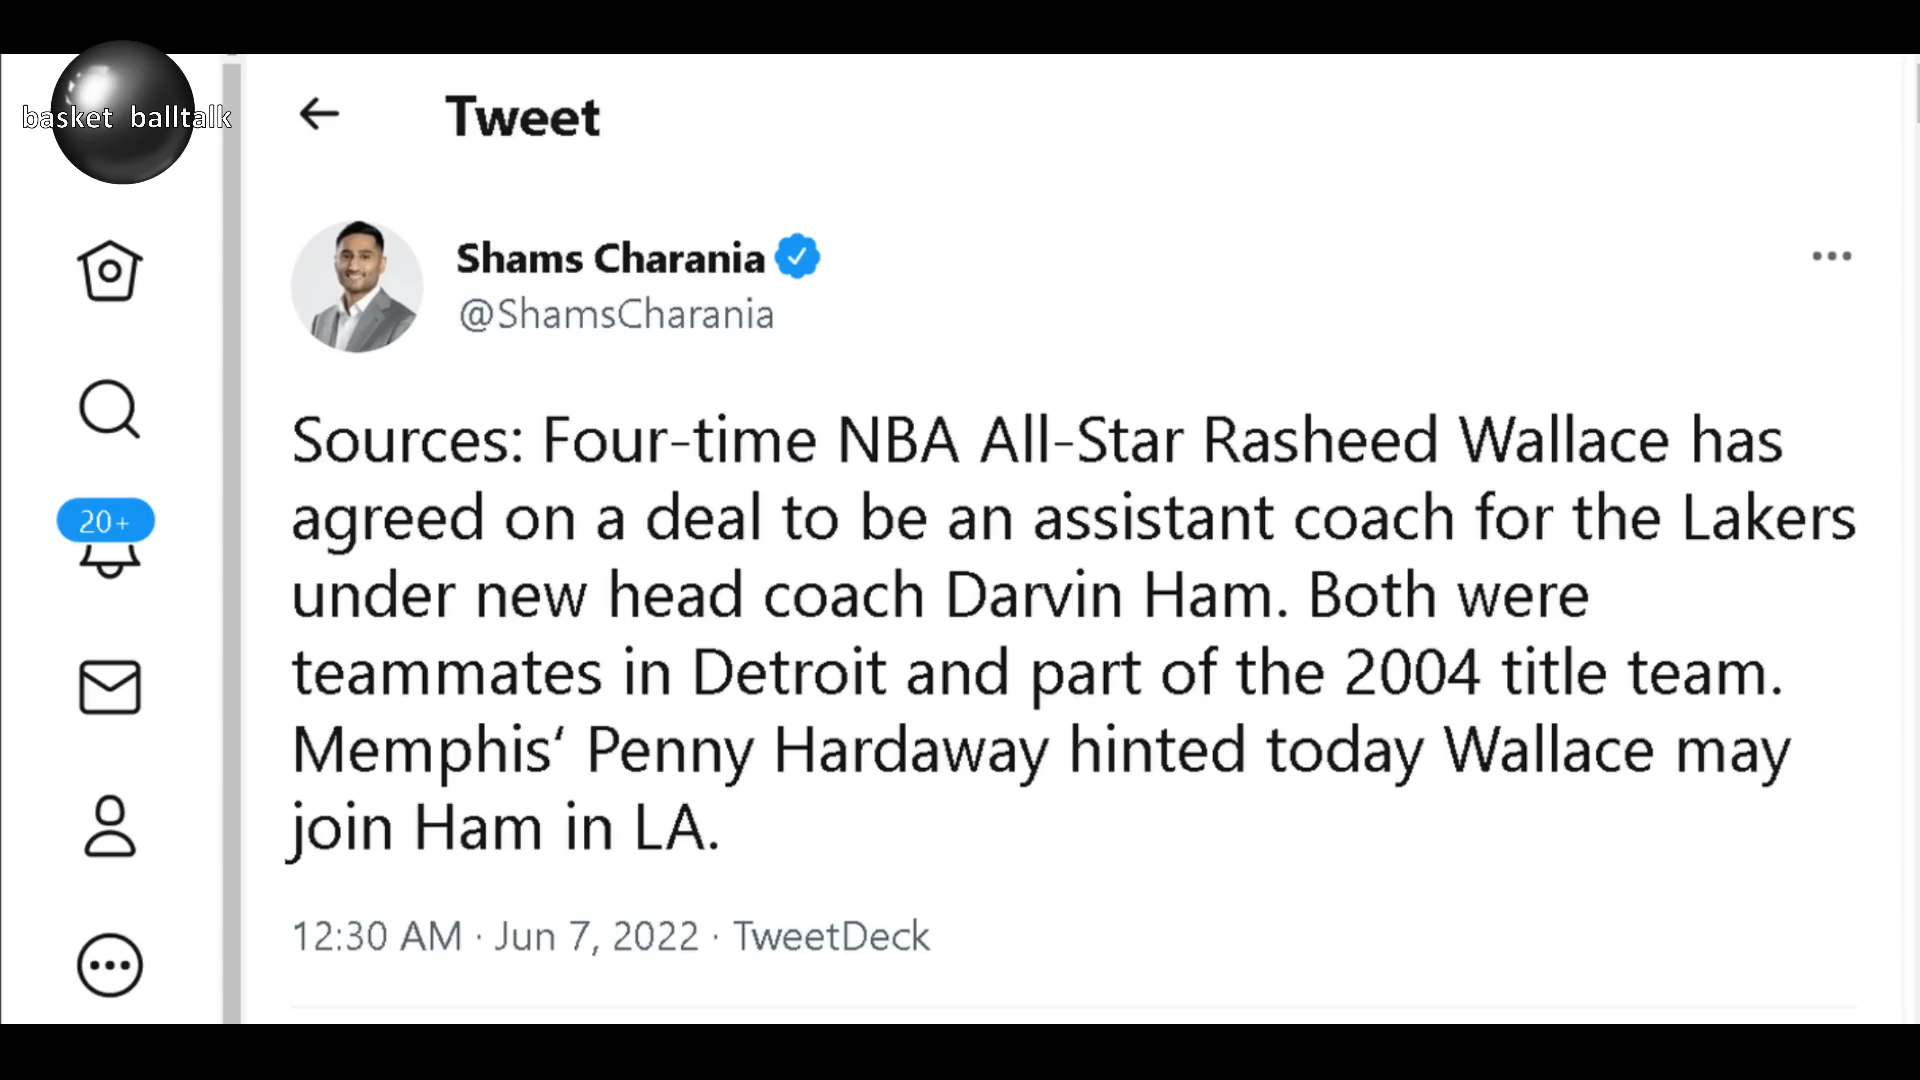 basket balltalk
Tweet
Shams Charania
@ShamsCharania
20+
Sources: Four-time NBA All-Star Rasheed Wallace has
agreed on a deal to be an assistant coach for the Lakers
under new head coach Darvin Ham. Both were
teammates in Detroit and part of the 2004 title team.
Memphis‘ Penny Hardaway hinted today Wallace may
join Ham in LA.
12:30 AM · Jun 7, 2022 · TweetDeck